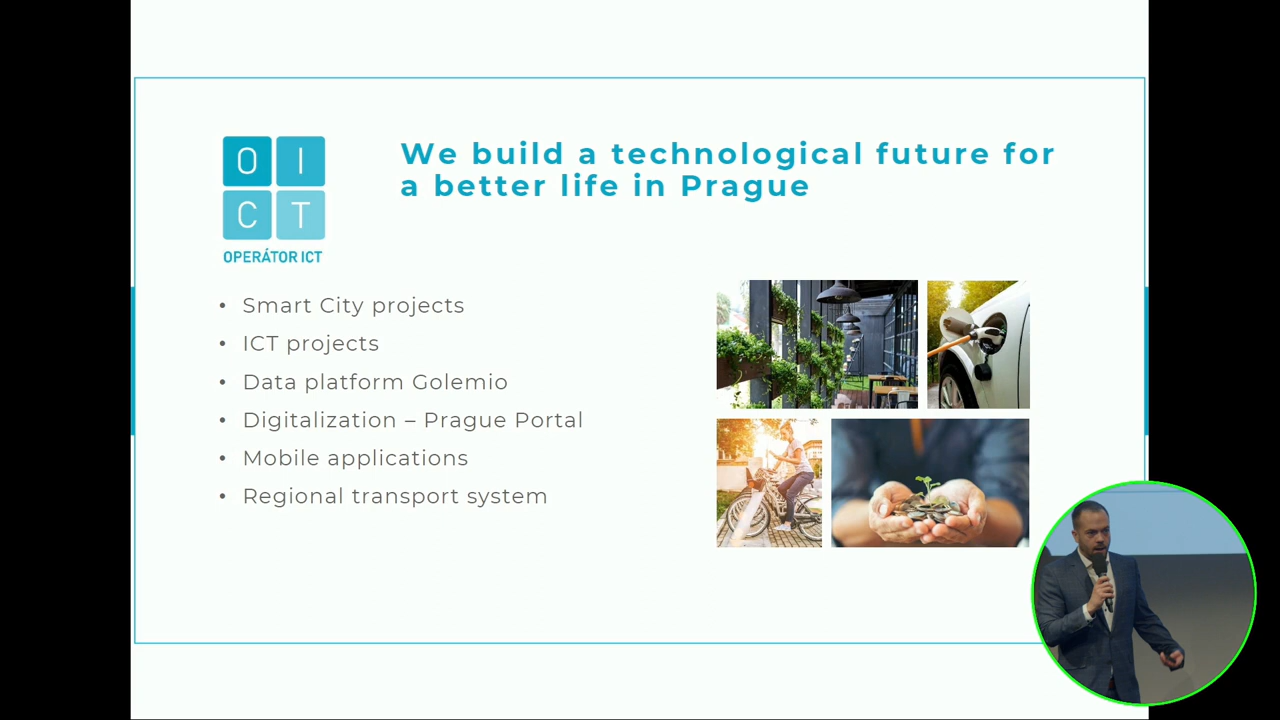 O I
C T
OPERÁTOR ICT
We build a technological future for
a better life in Prague
• Smart City projects
• ICT projects
• Data platform Golemio
• Digitalization – Prague Portal
• Mobile applications
• Regional transport system